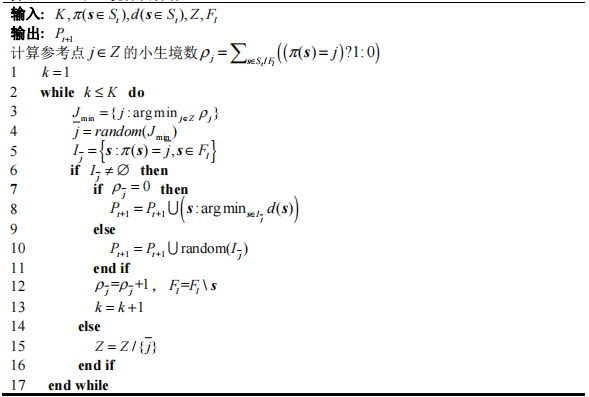 输入: K, π(s∈S_t), d(s∈S_t), Z, F_l
输出: P_{t+1}
计算参考点 j∈Z 的小生境数 ρ_j = ∑_{s∈S_t/F_l} ((π(s) = j)?1:0)
1 k = 1
2 while k ≤ K do
3 J_min = {j : arg min_{j∈Z} ρ_j}
4 j̄ = random(J_min)
5 I_j̄ = {s : π(s) = j̄, s∈F_l}
6 if I_j̄ ≠ ∅ then
7 if ρ_j̄ = 0 then
8 P_{t+1} = P_{t+1} ∪ (s : arg min_{s∈I_j̄} d(s))
9 else
10 P_{t+1} = P_{t+1} ∪ random(I_j̄)
11 end if
12 ρ_j̄=ρ_j̄+1 , F_l=F_l \ s
13 k = k+1
14 else
15 Z = Z / {j̄}
16 end if
17 end while